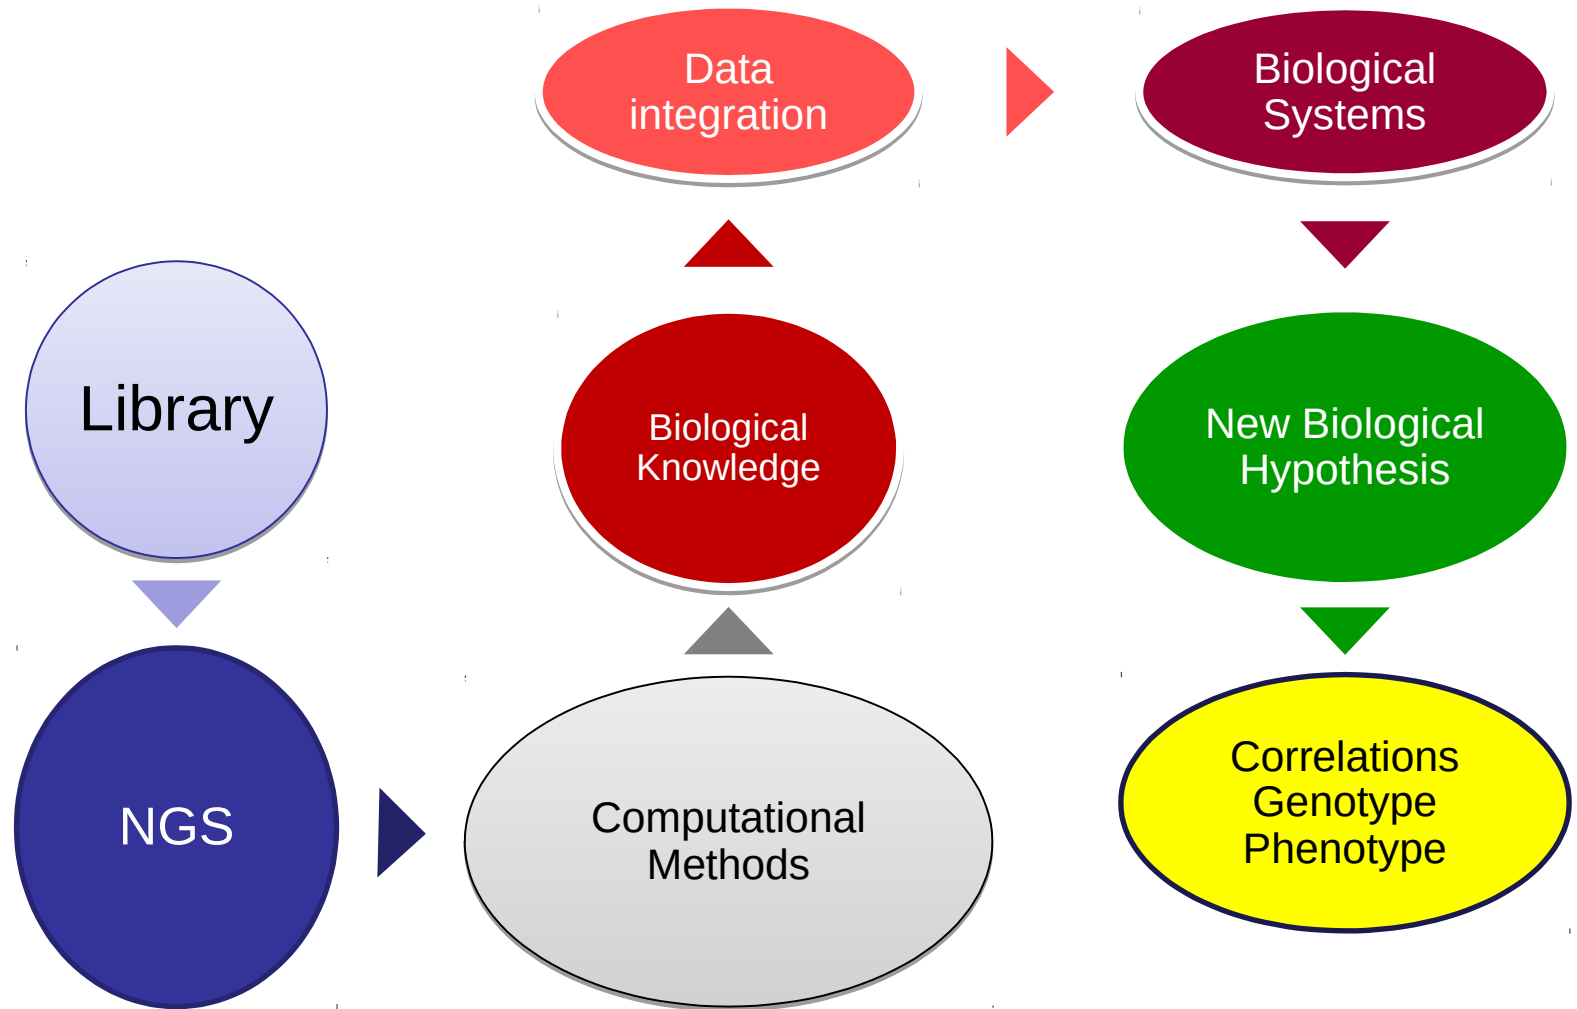 Library
NGS
Computational
Methods
Biological
Knowledge
Data
integration
Biological
Systems
New Biological
Hypothesis
Correlations
Genotype
Phenotype